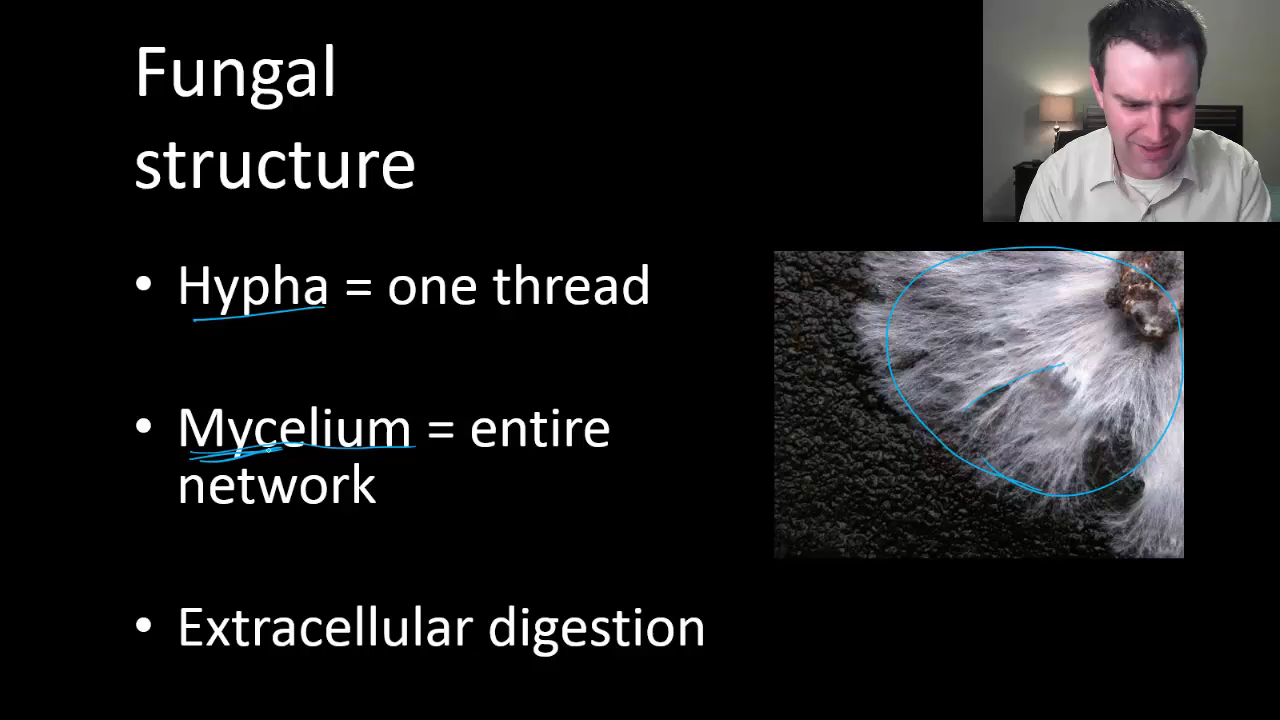 Fungal
structure
• Hypha = one thread
• Mycelium = entire
network
• Extracellular digestion